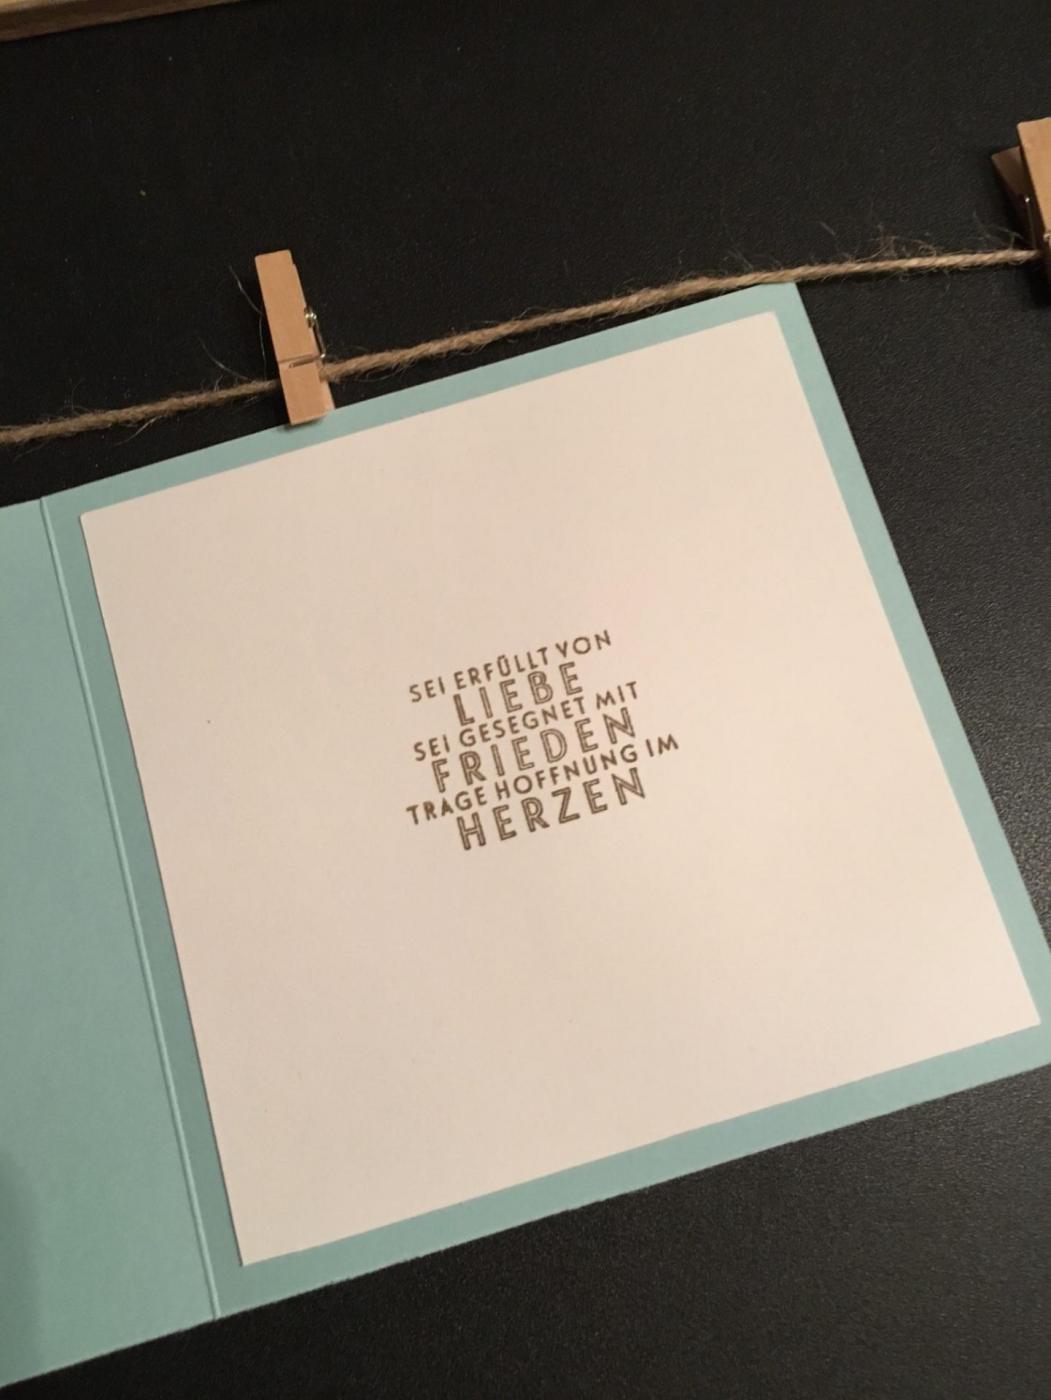 SEI ERFÜLLT VON
LIEBE
SEI GESEGNET MIT
FRIEDEN
TRAGE HOFFNUNG IM
HERZEN